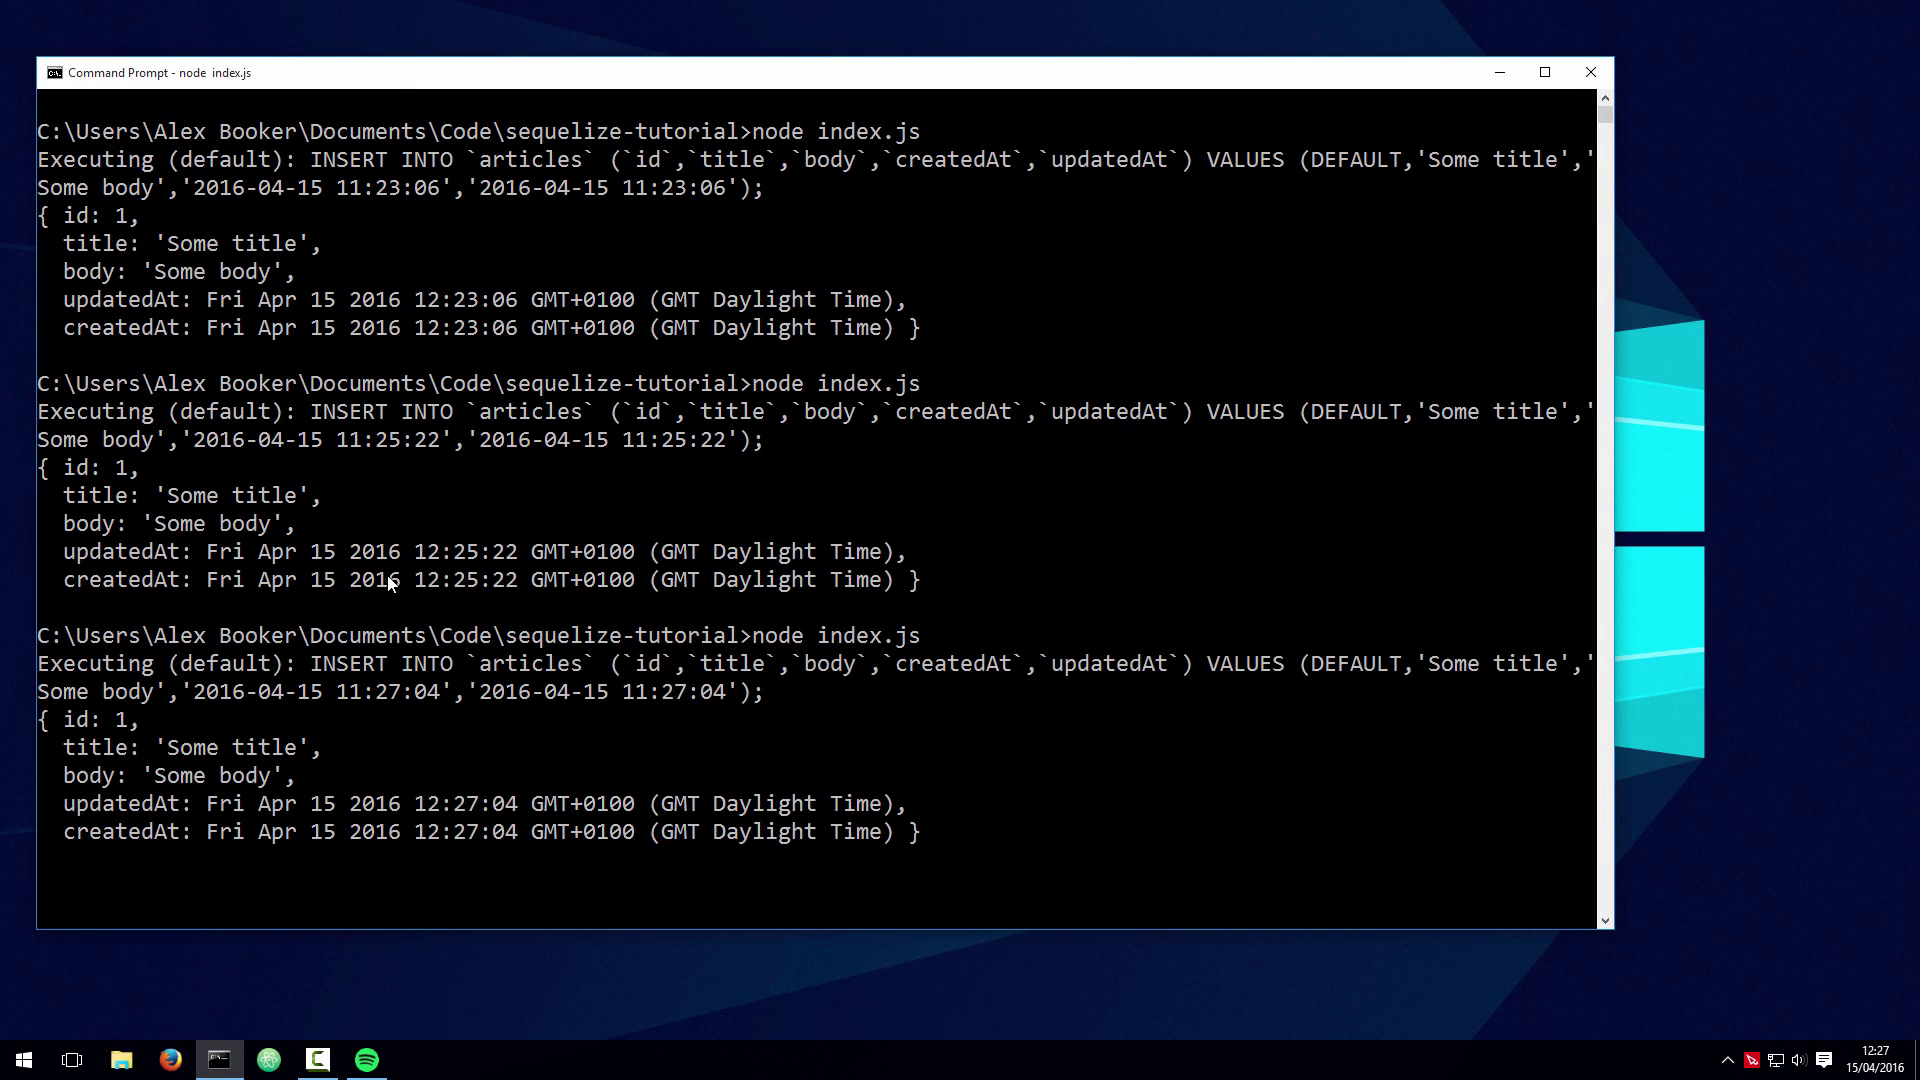 Command Prompt - node  index.js
C:\Users\Alex Booker\Documents\Code\sequelize-tutorial>node index.js
Executing (default): INSERT INTO `articles` (`id`,`title`,`body`,`createdAt`,`updatedAt`) VALUES (DEFAULT,'Some title','
Some body','2016-04-15 11:23:06','2016-04-15 11:23:06');
{ id: 1,
  title: 'Some title',
  body: 'Some body',
  updatedAt: Fri Apr 15 2016 12:23:06 GMT+0100 (GMT Daylight Time),
  createdAt: Fri Apr 15 2016 12:23:06 GMT+0100 (GMT Daylight Time) }
C:\Users\Alex Booker\Documents\Code\sequelize-tutorial>node index.js
Executing (default): INSERT INTO `articles` (`id`,`title`,`body`,`createdAt`,`updatedAt`) VALUES (DEFAULT,'Some title','
Some body','2016-04-15 11:25:22','2016-04-15 11:25:22');
{ id: 1,
  title: 'Some title',
  body: 'Some body',
  updatedAt: Fri Apr 15 2016 12:25:22 GMT+0100 (GMT Daylight Time),
  createdAt: Fri Apr 15 2016 12:25:22 GMT+0100 (GMT Daylight Time) }
C:\Users\Alex Booker\Documents\Code\sequelize-tutorial>node index.js
Executing (default): INSERT INTO `articles` (`id`,`title`,`body`,`createdAt`,`updatedAt`) VALUES (DEFAULT,'Some title','
Some body','2016-04-15 11:27:04','2016-04-15 11:27:04');
{ id: 1,
  title: 'Some title',
  body: 'Some body',
  updatedAt: Fri Apr 15 2016 12:27:04 GMT+0100 (GMT Daylight Time),
  createdAt: Fri Apr 15 2016 12:27:04 GMT+0100 (GMT Daylight Time) }
12:27
15/04/2016